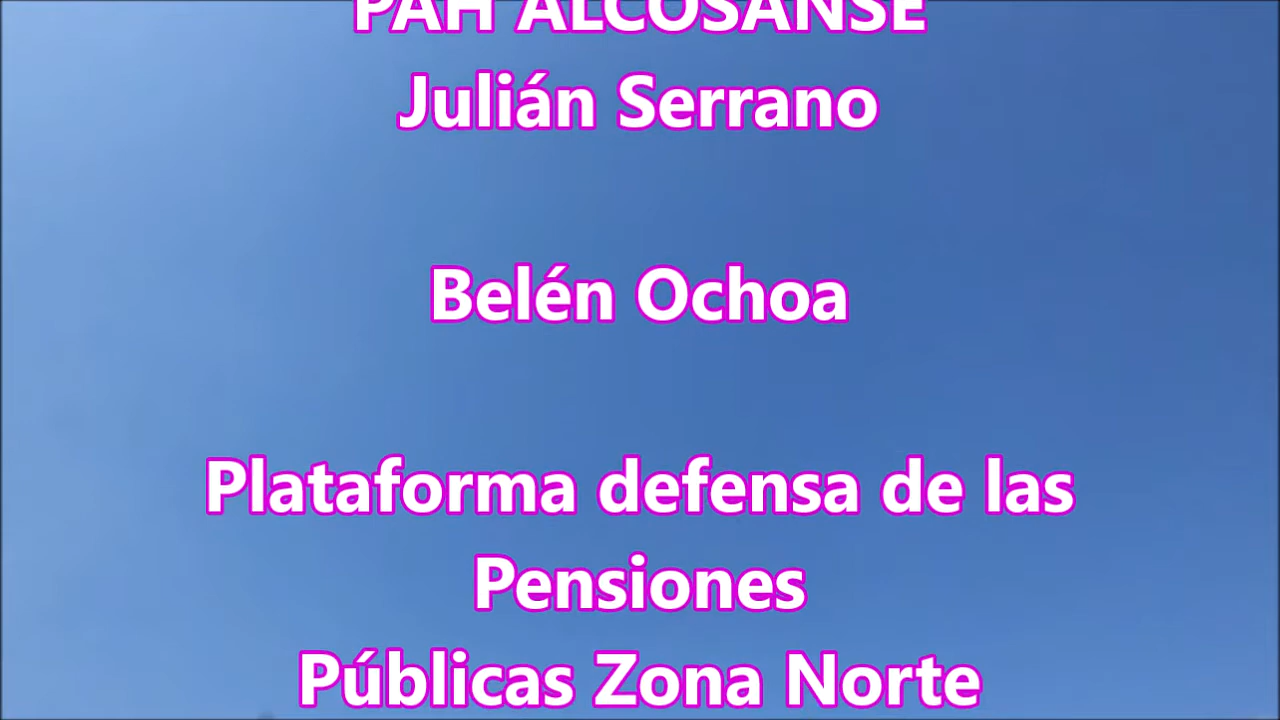 PAH ALCOSANSE
Julián Serrano
Belén Ochoa
Plataforma defensa de las
Pensiones
Públicas Zona Norte